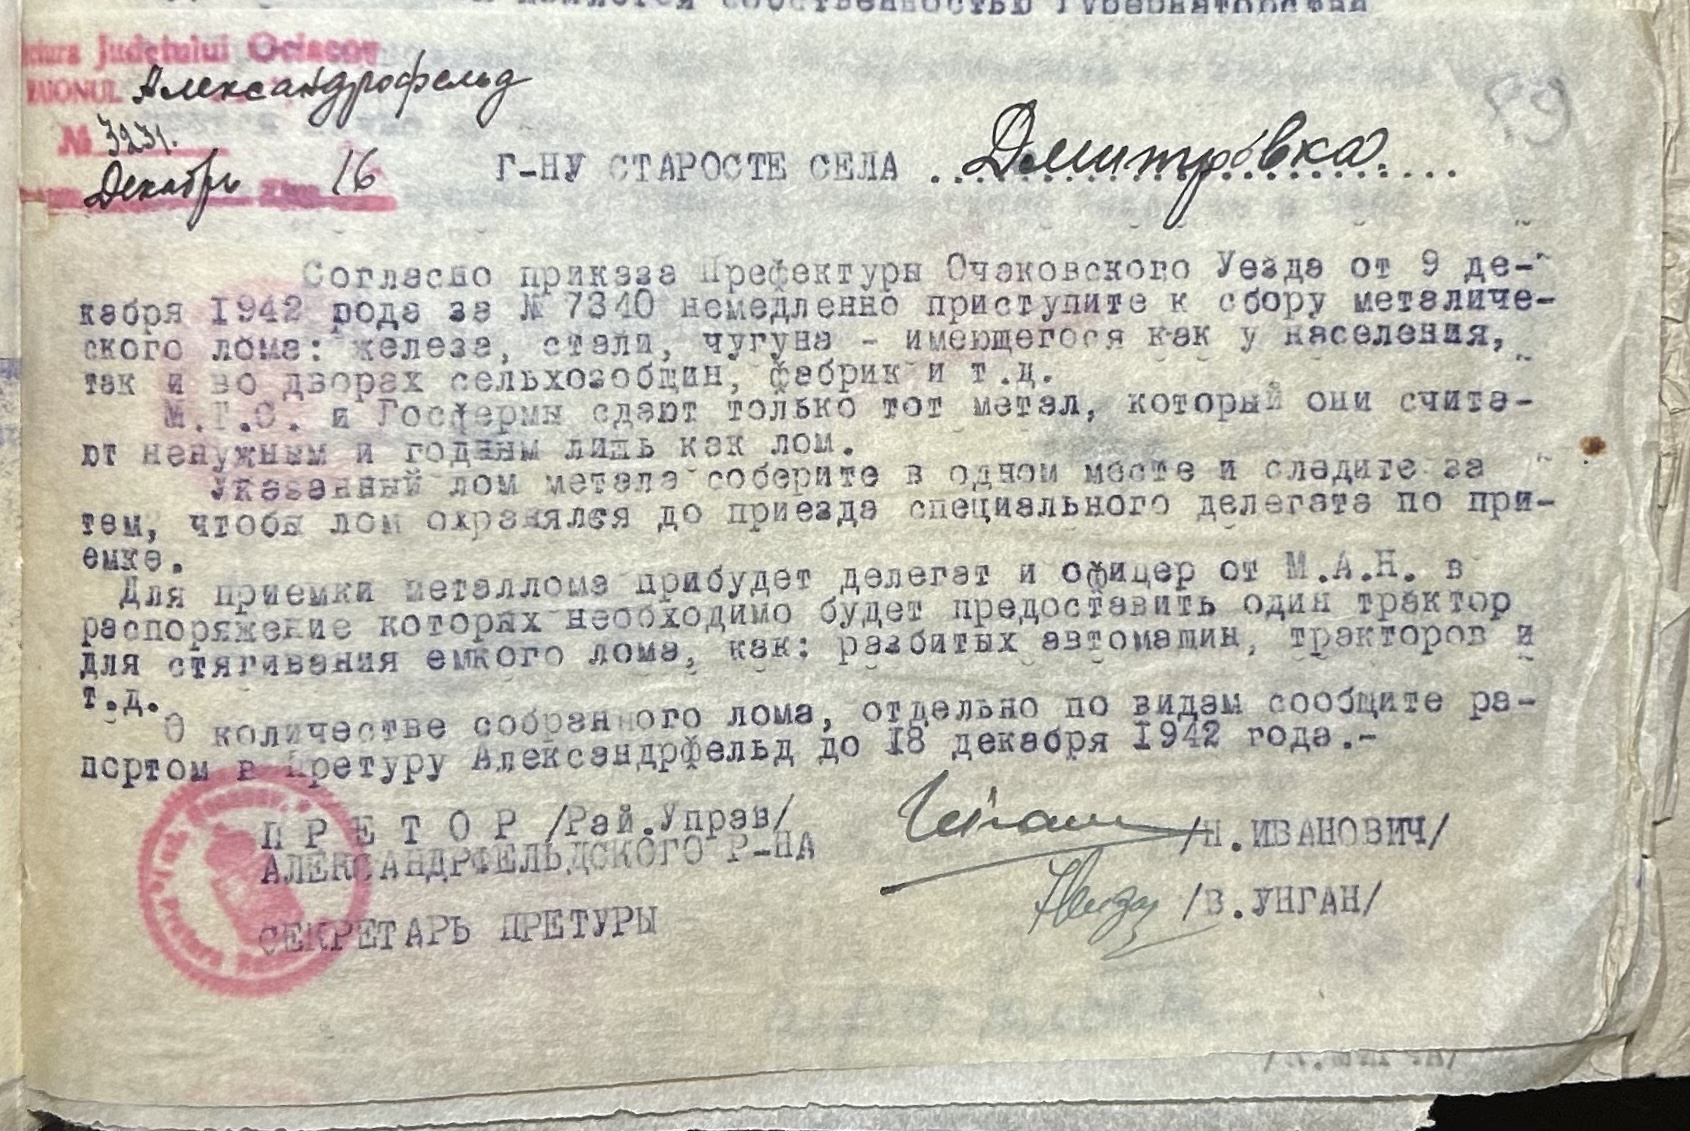 собственностью Губернаторства
Judeţului Ociacov
Александрофельд
№ 3231.
Декабрь 16
Г-НУ СТАРОСТЕ СЕЛА Дмитровка.
Согласно приказа Префектуры Очаковского Уезда от 9 де-
кабря 1942 рода за № 7340 немедленно приступите к сбору металиче-
ского лома: железа, стали, чугуна - имеющегося как у населения,
так и во дворах сельхозобщин, фабрик и т.д.
М.Т.С. и Госфермы сдают только тот метал, который они счита-
ют ненужным и годным лишь как лом.
Указанный лом метала соберите в одном месте и следите за
тем, чтобы лом охранялся до приезда специального делегата по при-
емке.
Для приемки металлома прибудет делегат и офицер от М.А.Н. в
распоряжение которых необходимо будет предоставить один трактор
для стягивания емкого лома, как: разбитых автомашин, тракторов и
т.д.
О количестве собранного лома, отдельно по видам сообщите ра-
портом в Претуру Александрфельд до 18 декабря 1942 года.-
П Р Е Т О Р /Рай.Управ/
АЛЕКСАНДРФЕЛЬДСКОГО Р-НА /Н.ИВАНОВИЧ/
СЕКРЕТАРЬ ПРЕТУРЫ /В.УНГАН/